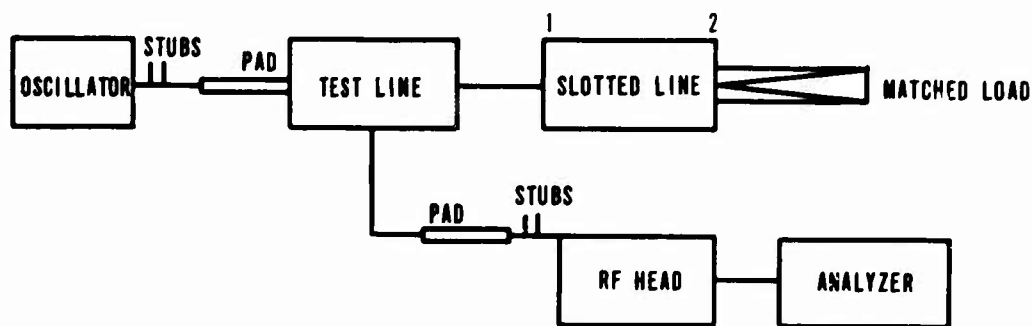 1 2
STUBS
PAD
OSCILLATOR
TEST LINE
SLOTTED LINE
MATCHED LOAD
STUBS
PAD
RF HEAD
ANALYZER